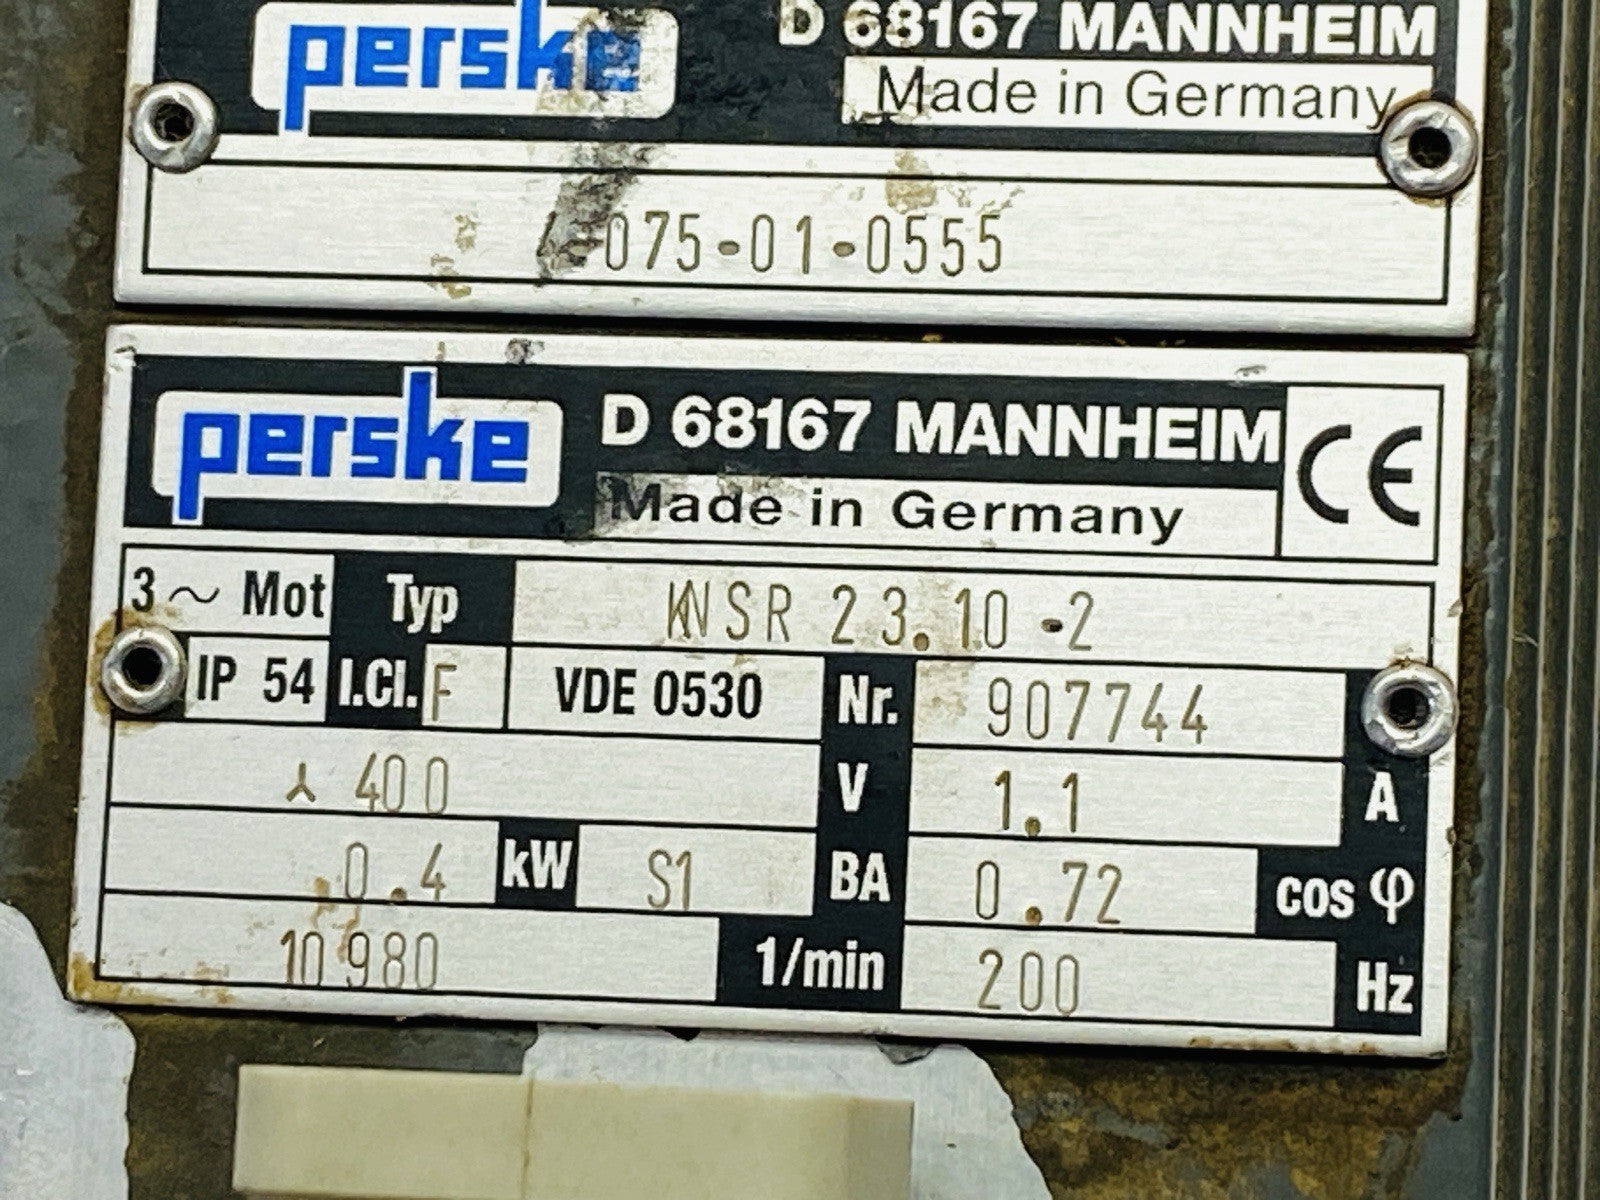 perske D 68167 MANNHEIM
Made in Germany
075-01-0555
perske D 68167 MANNHEIM CE
Made in Germany
3 ~ Mot Typ KNSR 23.10-2
IP 54 I.Cl. F VDE 0530 Nr. 907744
⅄ 400 V 1.1 A
0.4 kW S1 BA 0.72 cos φ
10980 1/min 200 Hz